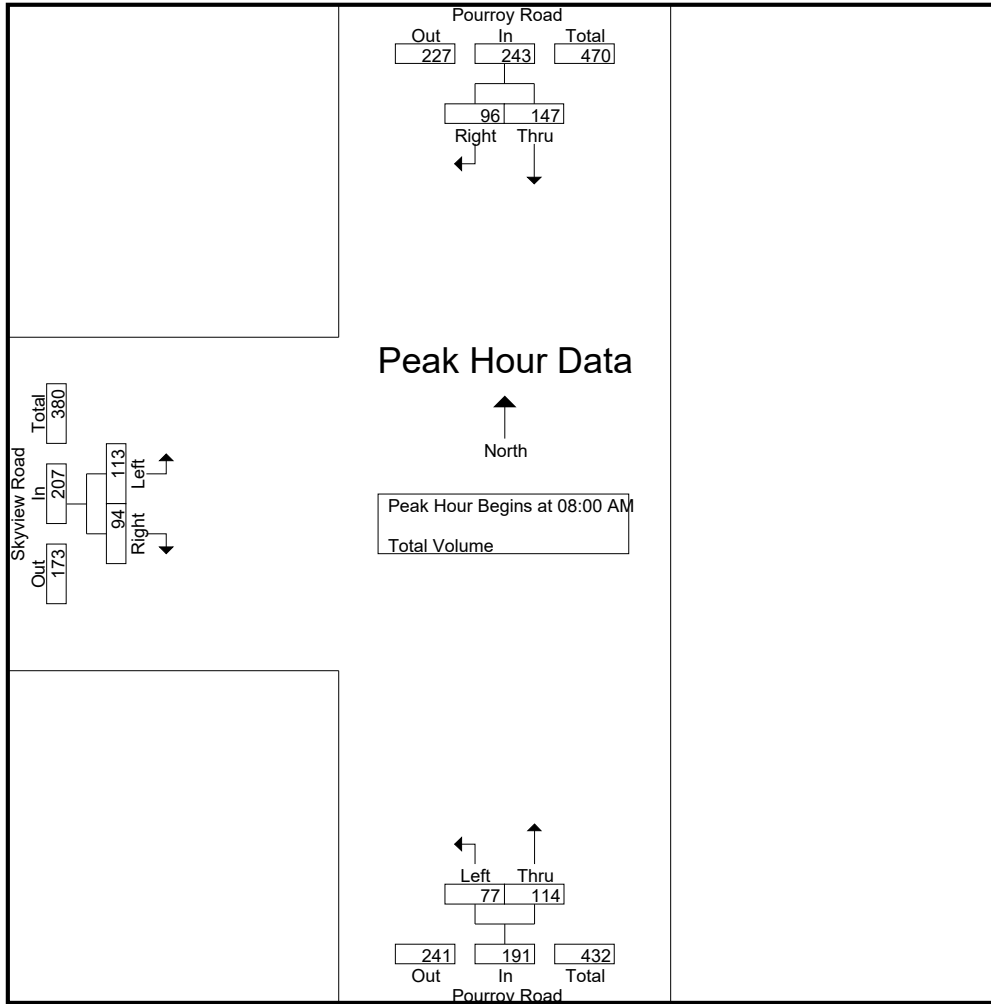 Pourroy Road
Out In Total
227 243 470
96 147
Right Thru
Peak Hour Data
North
Peak Hour Begins at 08:00 AM
Total Volume
Skyview Road
Total In Out
380 207 173
113 94
Left Right
Left Thru
77 114
241 191 432
Out In Total
Pourroy Road